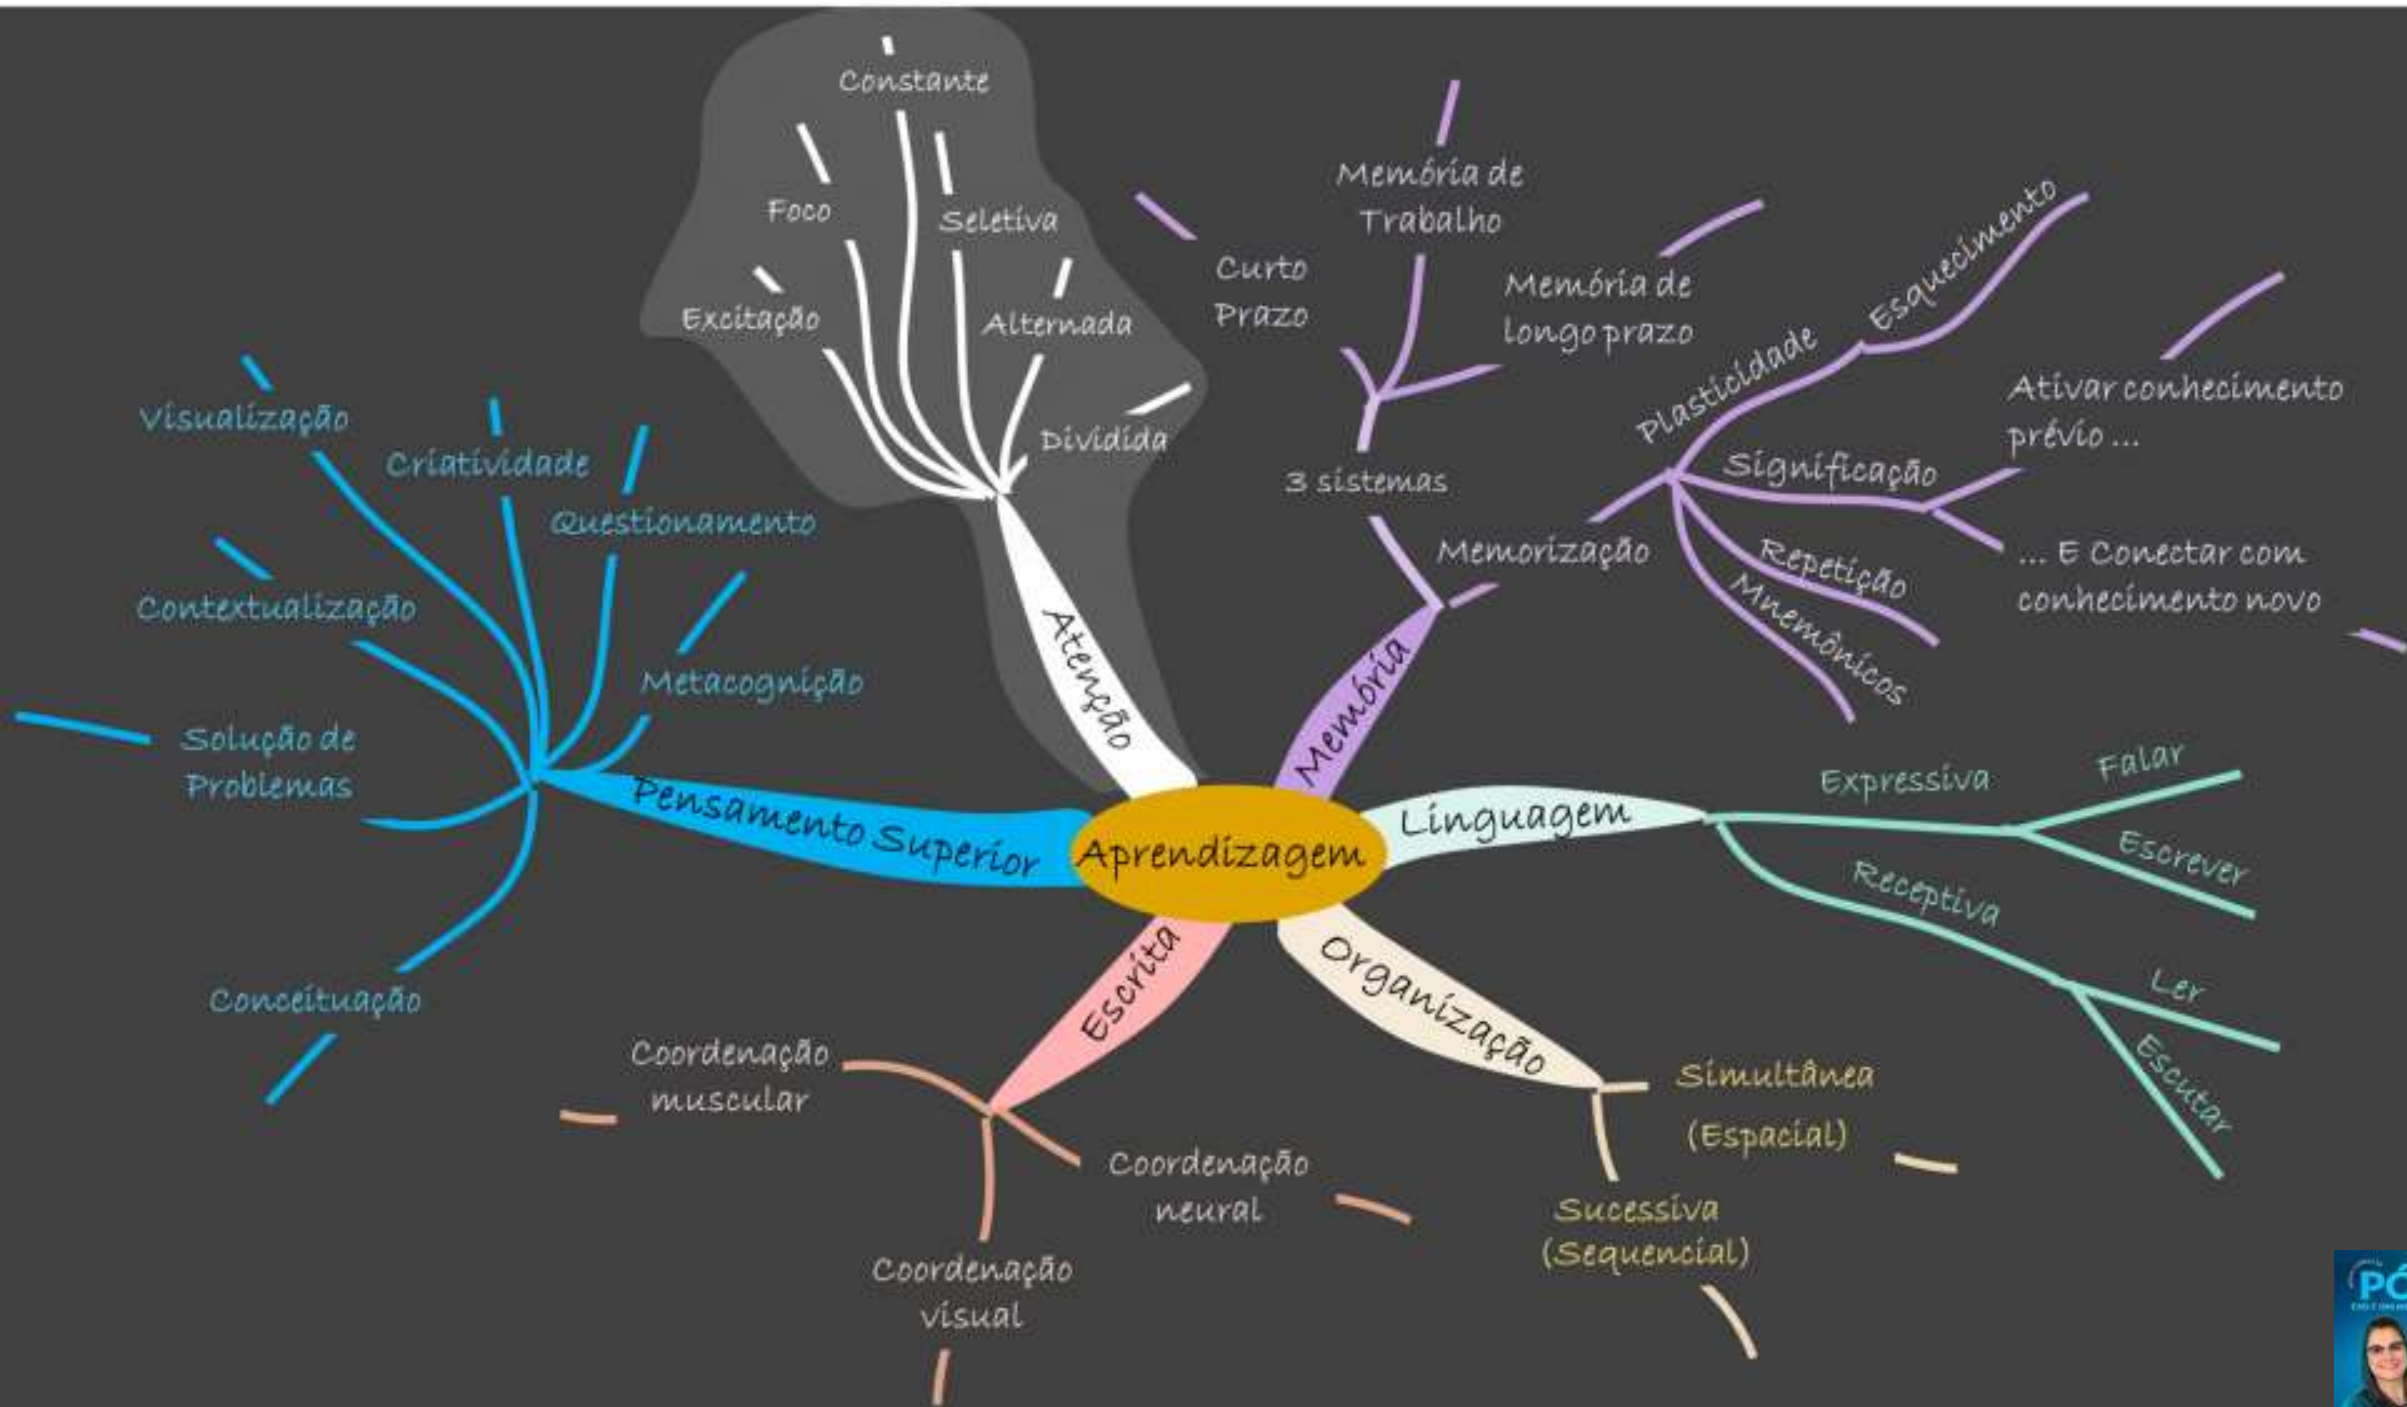 Constante
Foco
Seletiva
Excitação
Alternada
Dividida
Atenção
Memória de
Trabalho
Curto
Prazo
Memória de
longo prazo
3 sistemas
Memorização
Memória
Plasticidade
Esquecimento
Significação
Ativar conhecimento
prévio ...
... E Conectar com
conhecimento novo
Repetição
Mnemônicos
Visualização
Criatividade
Questionamento
Contextualização
Metacognição
Solução de
Problemas
Conceituação
Pensamento Superior
Aprendizagem
Linguagem
Expressiva
Falar
Escrever
Receptiva
Ler
Escutar
Escrita
Coordenação
muscular
Coordenação
neural
Coordenação
visual
Organização
Simultânea
(Espacial)
Sucessiva
(Sequencial)
PÓ